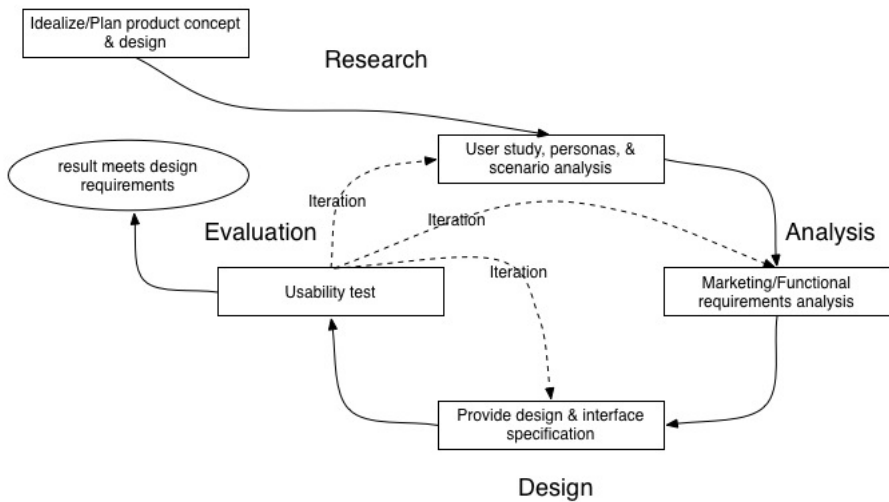 Idealize/Plan product concept
& design
Research
User study, personas, &
scenario analysis
result meets design
requirements
Iteration
Iteration
Evaluation
Analysis
Iteration
Usability test
Marketing/Functional
requirements analysis
Provide design & interface
specification
Design